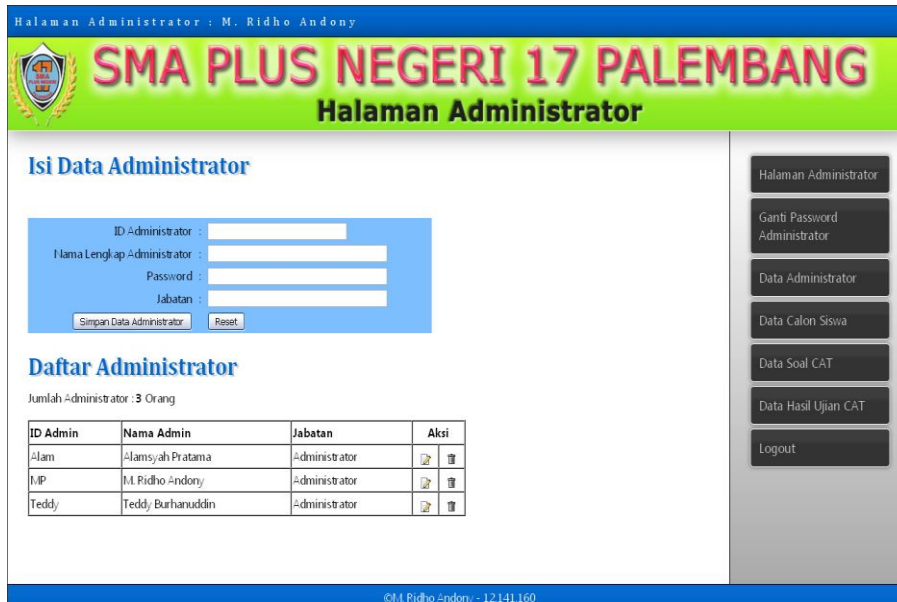 Halaman Administrator : M. Ridho Andony
SMA PLUS NEGERI 17 PALEMBANG
Halaman Administrator
Isi Data Administrator
ID Administrator :
Nama Lengkap Administrator :
Password :
Jabatan :
Simpan Data Administrator Reset
Daftar Administrator
Jumlah Administrator : 3 Orang
ID Admin Nama Admin Jabatan Aksi
Alam Alamsyah Pratama Administrator
MP M. Ridho Andony Administrator
Teddy Teddy Burhanuddin Administrator
Halaman Administrator
Ganti Password
Administrator
Data Administrator
Data Calon Siswa
Data Soal CAT
Data Hasil Ujian CAT
Logout
©M. Ridho Andony - 12.141.160